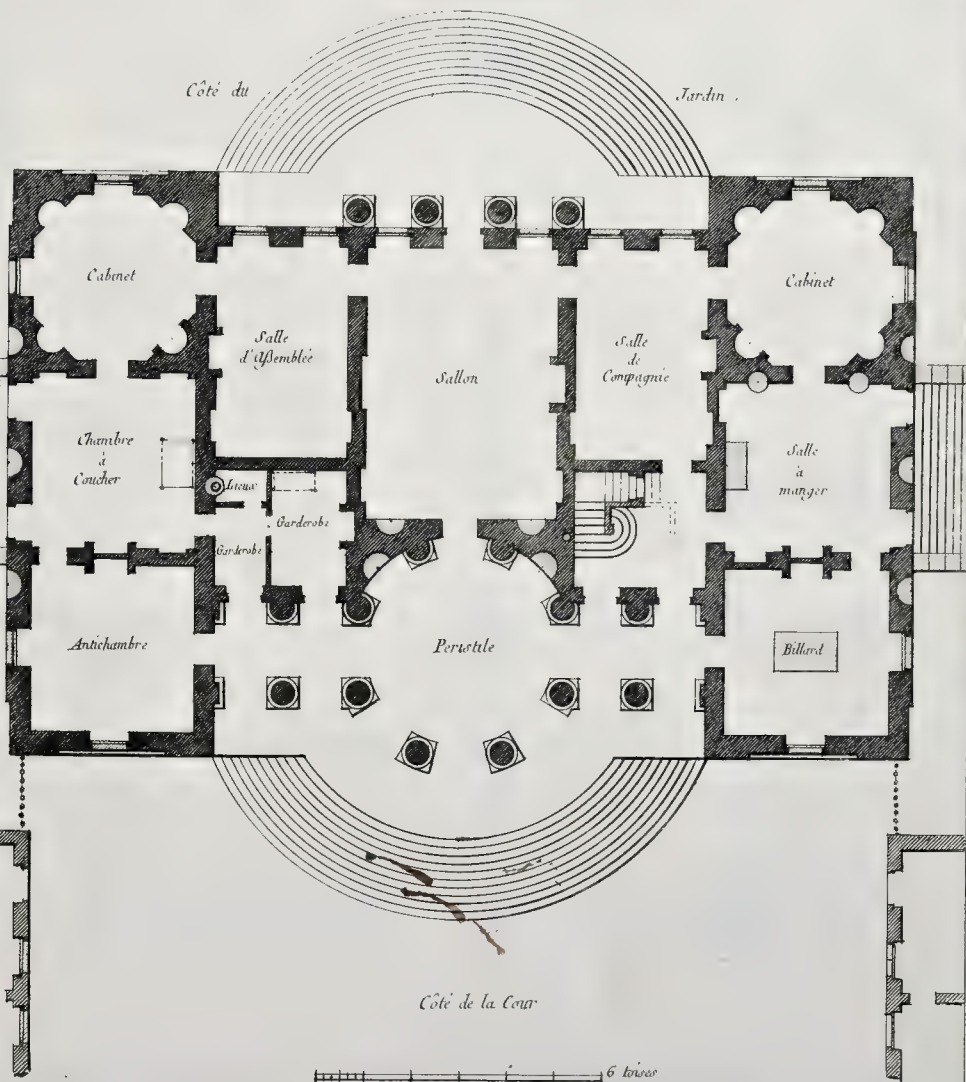 Côté du
Jardin .
Cabinet
Cabinet
Salle
d'Assemblée
Sallon
Salle
de
Compagnie
Chambre
à
Coucher
Salle
à
manger
Lieux
Garderobe
Garderobe
Antichambre
Peristile
Billard
Côté de la Cour
6 toises